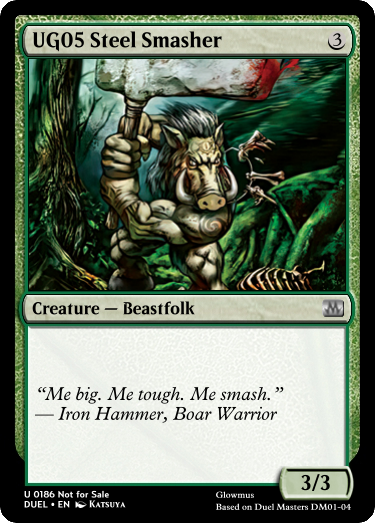 UG05 Steel Smasher 3
Creature — Beastfolk
“Me big. Me tough. Me smash.”
— Iron Hammer, Boar Warrior
3/3
U 0186 Not for Sale
DUEL • EN Katsuya
Glowmus
Based on Duel Masters DM01-04